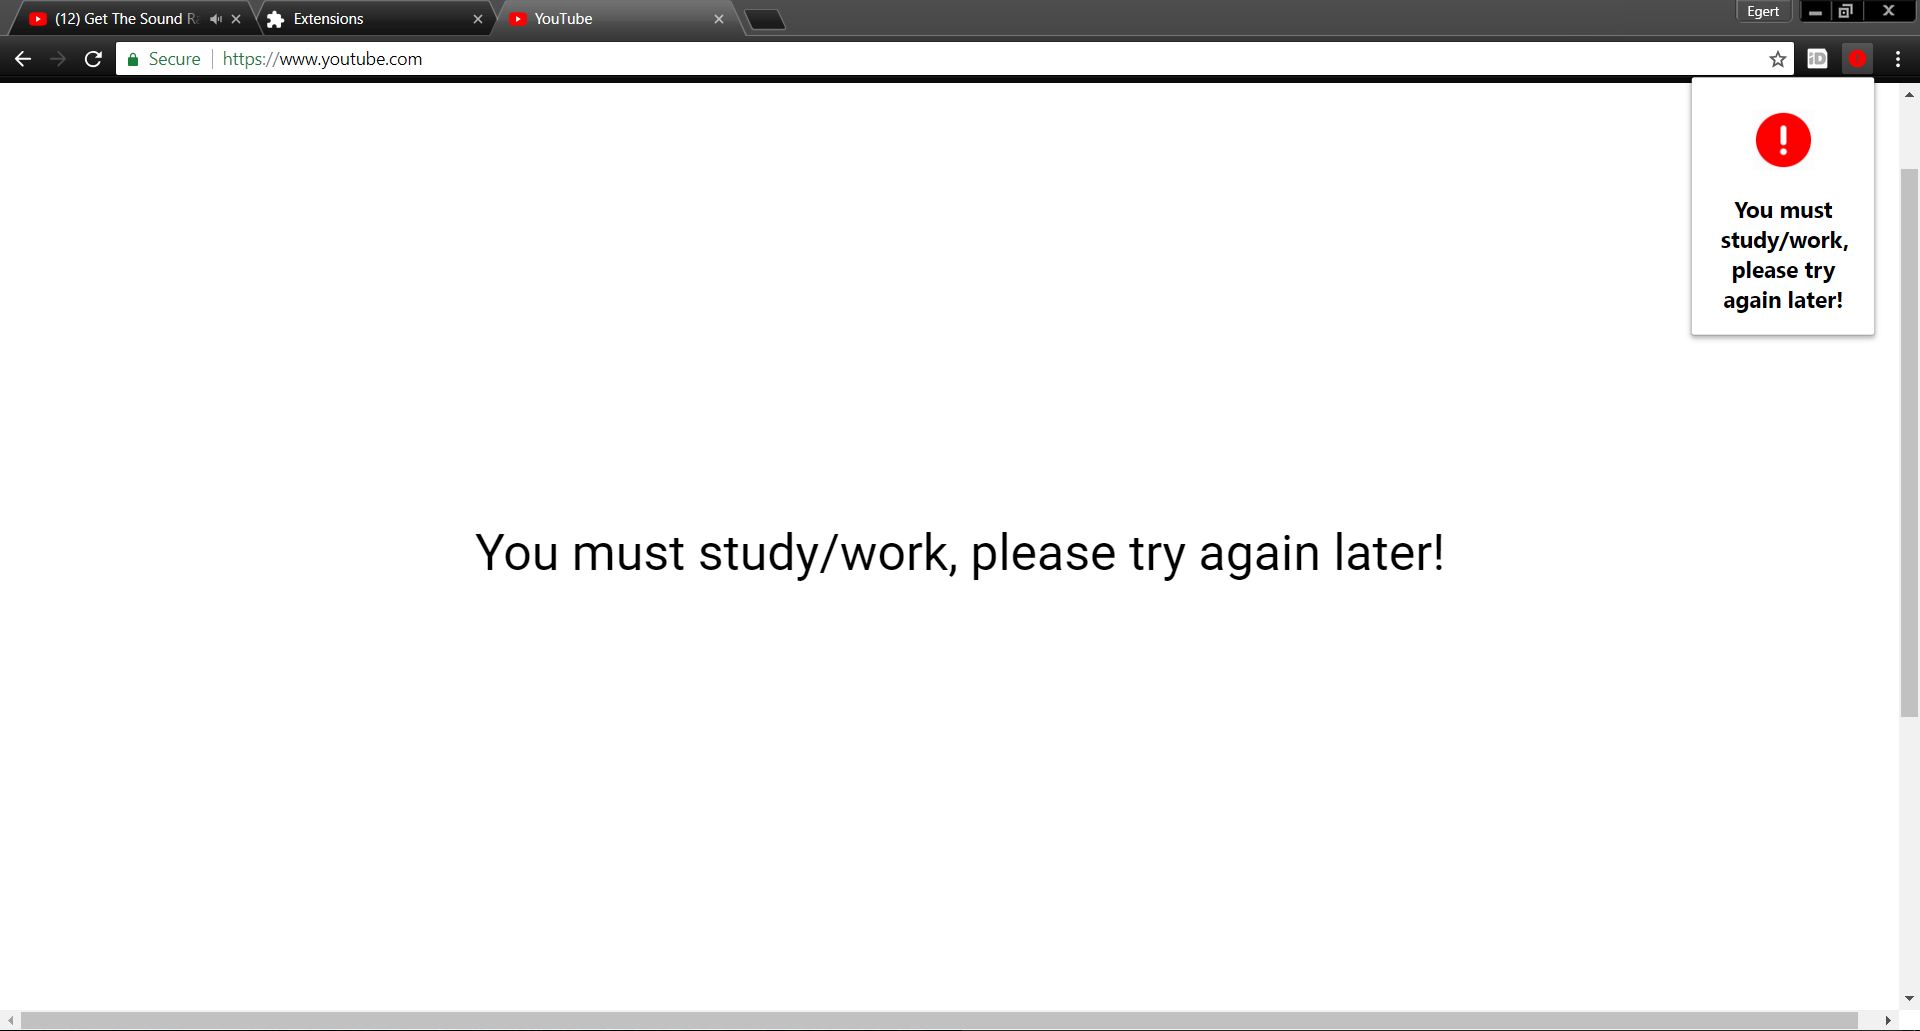 (12) Get The Sound
Extensions
YouTube
Egert
Secure
https://www.youtube.com
iD
You must
study/work,
please try
again later!
You must study/work, please try again later!